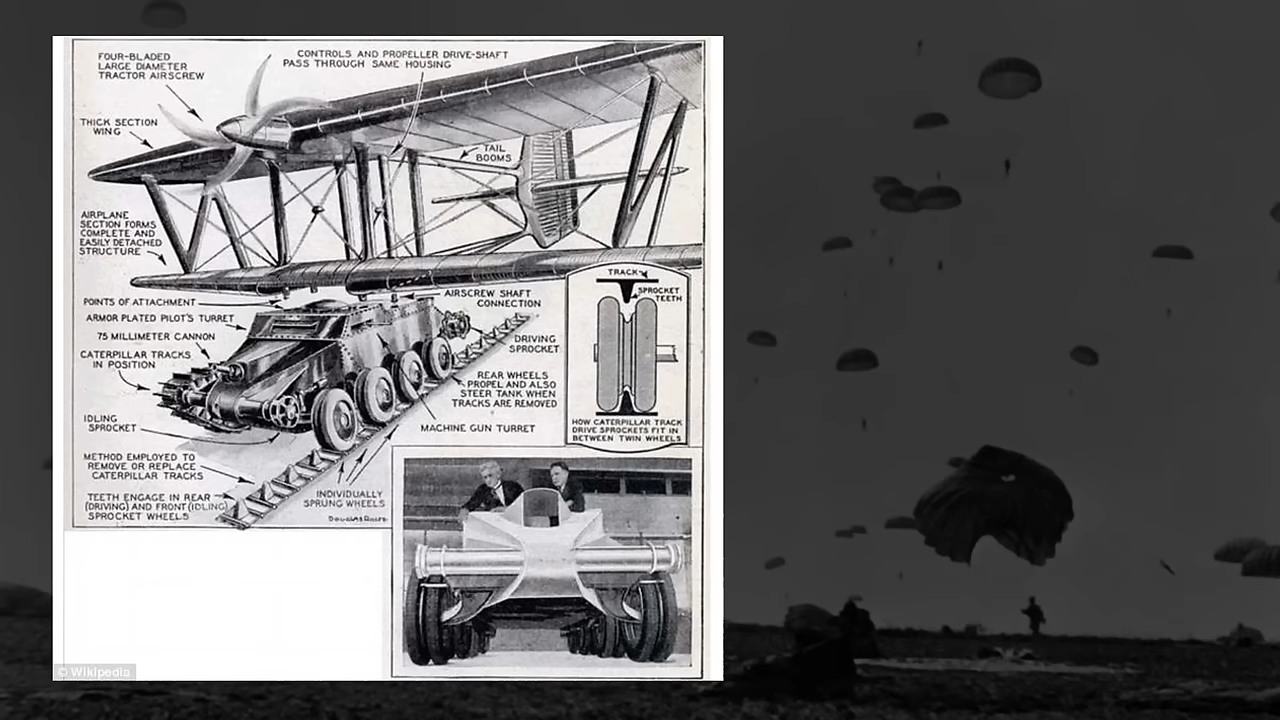 FOUR-BLADED
LARGE DIAMETER
TRACTOR AIRSCREW
CONTROLS AND PROPELLER DRIVE-SHAFT
PASS THROUGH SAME HOUSING
THICK SECTION
WING
TAIL
BOOMS
AIRPLANE
SECTION FORMS
COMPLETE AND
EASILY DETACHED
STRUCTURE
TRACK
SPROCKET
TEETH
POINTS OF ATTACHMENT
AIRSCREW SHAFT
CONNECTION
ARMOR PLATED PILOT'S TURRET
75 MILLIMETER CANNON
DRIVING
SPROCKET
CATERPILLAR TRACKS
IN POSITION
REAR WHEELS
PROPEL AND ALSO
STEER TANK WHEN
TRACKS ARE REMOVED
IDLING
SPROCKET
MACHINE GUN TURRET
HOW CATERPILLAR TRACK
DRIVE SPROCKETS FIT IN
BETWEEN TWIN WHEELS
METHOD EMPLOYED TO
REMOVE OR REPLACE
CATERPILLAR TRACKS
TEETH ENGAGE IN REAR
(DRIVING) AND FRONT (IDLING)
SPROCKET WHEELS
INDIVIDUALLY
SPRUNG WHEELS
© Wikipedia